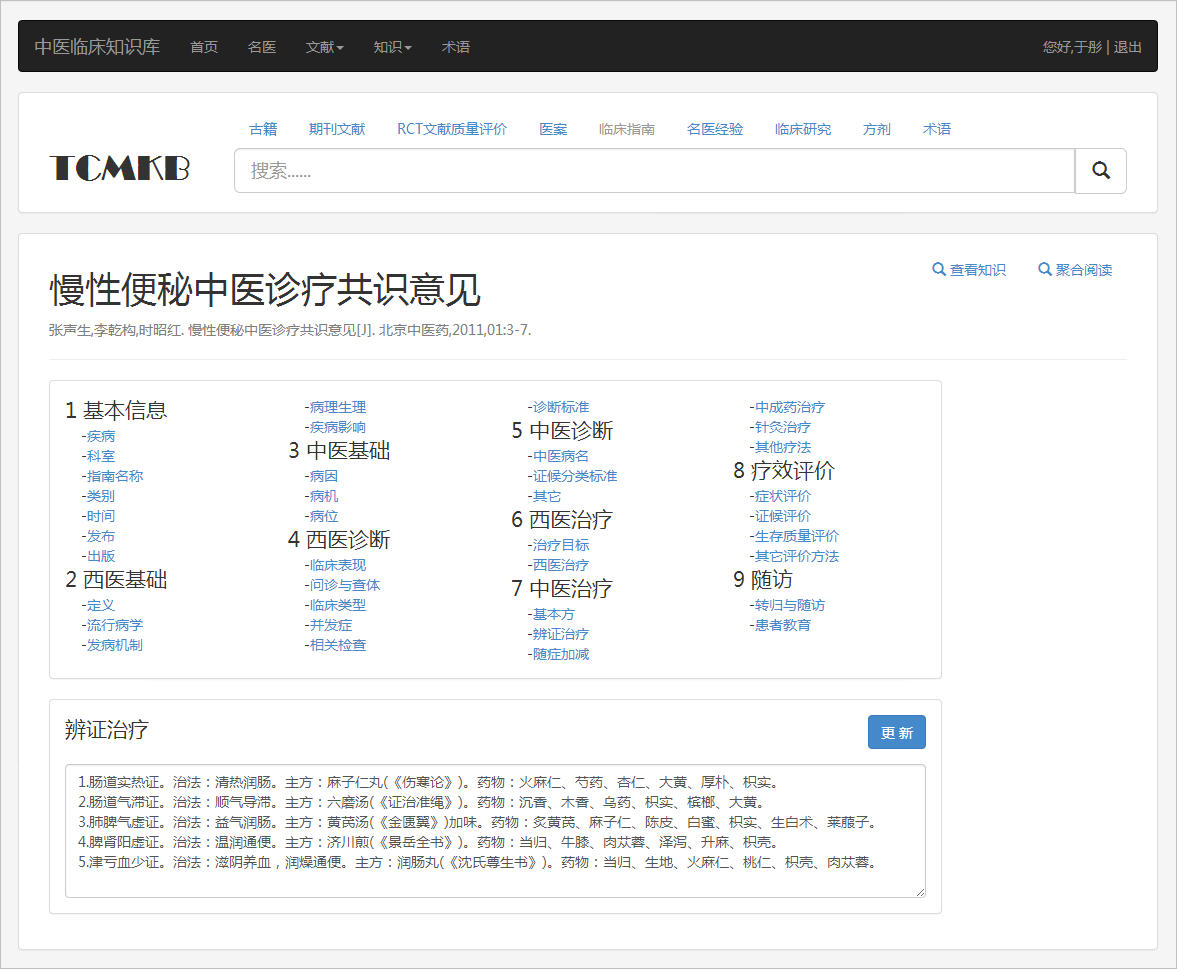 中医临床知识库 首页 名医 文献 知识 术语 您好,于彤 | 退出
古籍 期刊文献 RCT文献质量评价 医案 临床指南 名医经验 临床研究 方剂 术语
TCMKB
搜索......
慢性便秘中医诊疗共识意见
查看知识 聚合阅读
张声生,李乾构,时昭红. 慢性便秘中医诊疗共识意见[J]. 北京中医药,2011,01:3-7.
1 基本信息
-疾病
-科室
-指南名称
-类别
-时间
-发布
-出版
2 西医基础
-定义
-流行病学
-发病机制
-病理生理
-疾病影响
3 中医基础
-病因
-病机
-病位
4 西医诊断
-临床表现
-问诊与查体
-临床类型
-并发症
-相关检查
-诊断标准
5 中医诊断
-中医病名
-证候分类标准
-其它
6 西医治疗
-治疗目标
-西医治疗
7 中医治疗
-基本方
-辨证治疗
-随症加减
-中成药治疗
-针灸治疗
-其他疗法
8 疗效评价
-症状评价
-证候评价
-生存质量评价
-其它评价方法
9 随访
-转归与随访
-患者教育
辨证治疗
更 新
1.肠道实热证。治法：清热润肠。主方：麻子仁丸(《伤寒论》)。药物：火麻仁、芍药、杏仁、大黄、厚朴、枳实。
2.肠道气滞证。治法：顺气导滞。主方：六磨汤(《证治准绳》)。药物：沉香、木香、乌药、枳实、槟榔、大黄。
3.肺脾气虚证。治法：益气润肠。主方：黄芪汤(《金匮翼》)加味。药物：炙黄芪、麻子仁、陈皮、白蜜、枳实、生白术、莱菔子。
4.脾肾阳虚证。治法：温润通便。主方：济川煎(《景岳全书》)。药物：当归、牛膝、肉苁蓉、泽泻、升麻、枳壳。
5.津亏血少证。治法：滋阴养血，润燥通便。主方：润肠丸(《沈氏尊生书》)。药物：当归、生地、火麻仁、桃仁、枳壳、肉苁蓉。